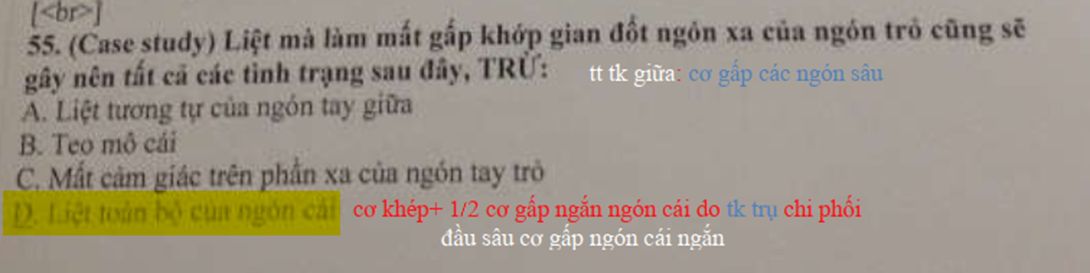 [<br>]
55. (Case study) Liệt mà làm mất gấp khớp gian đốt ngón xa của ngón trỏ cũng sẽ
gây nên tất cả các tình trạng sau đây, TRỪ: tt tk giữa: cơ gấp các ngón sâu
A. Liệt tương tự của ngón tay giữa
B. Teo mô cái
C. Mất cảm giác trên phần xa của ngón tay trỏ
D. Liệt toàn bộ của ngón cái cơ khép+ 1/2 cơ gấp ngắn ngón cái do tk trụ chi phối
đầu sâu cơ gấp ngón cái ngắn